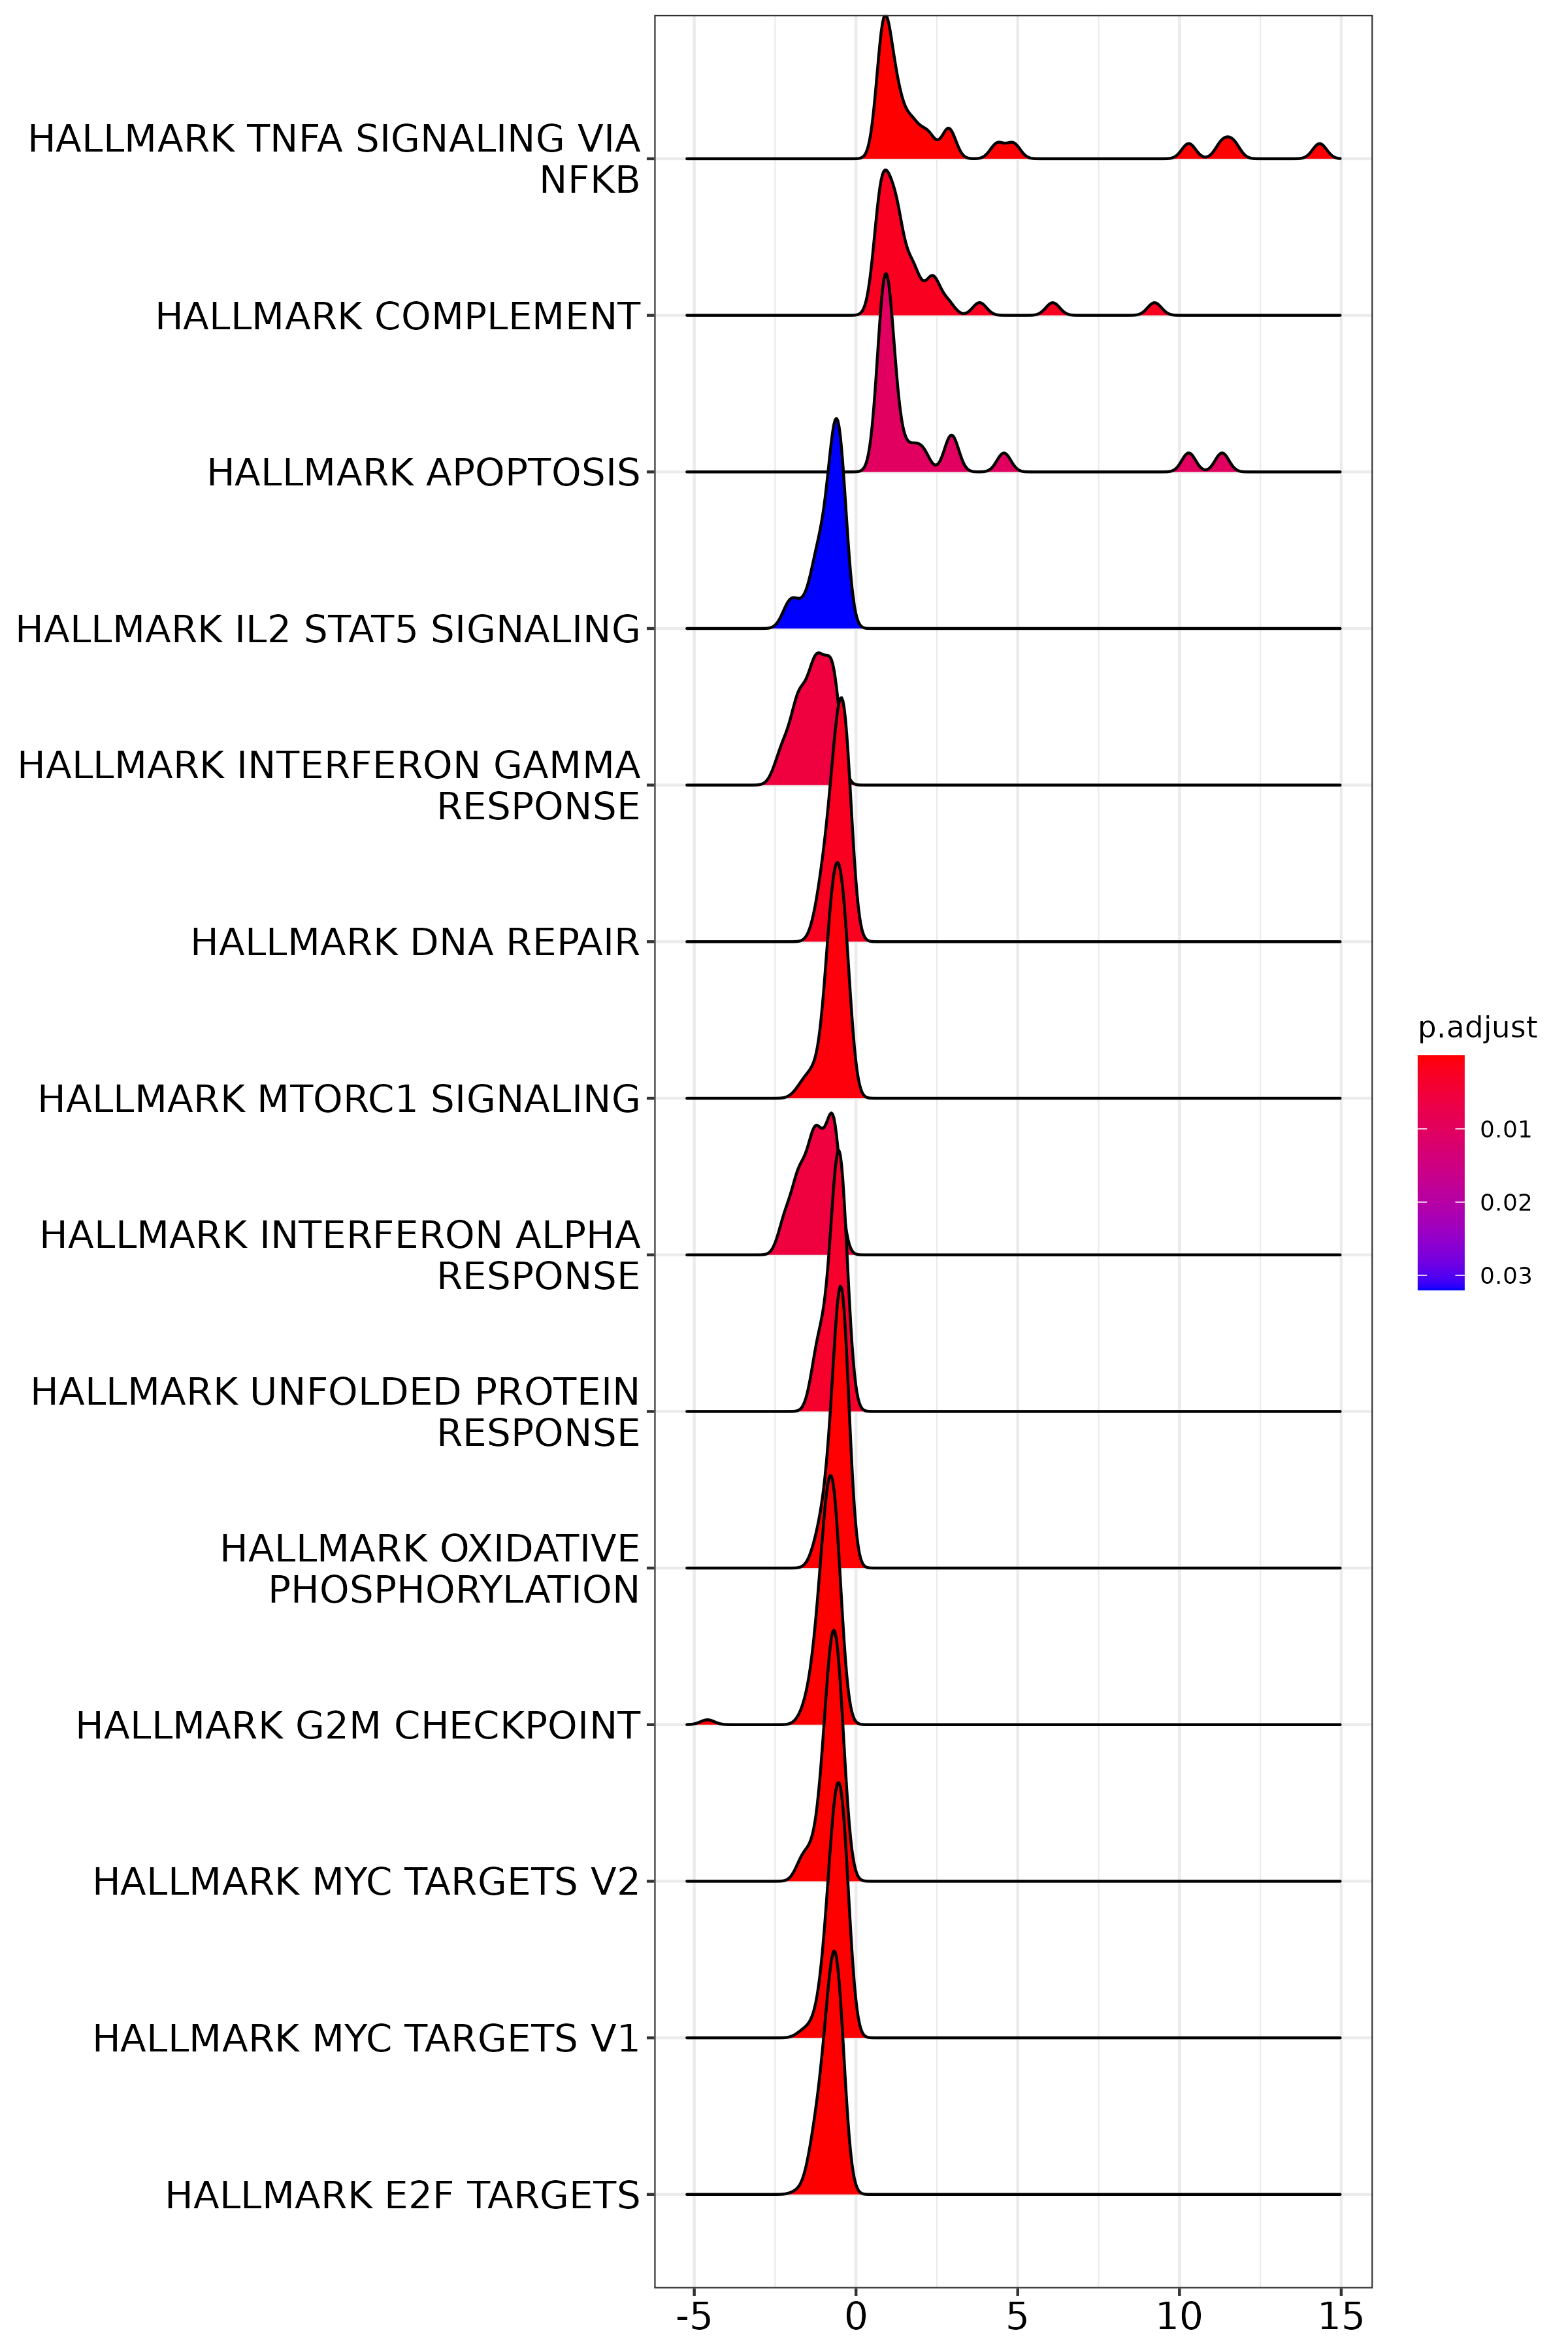 HALLMARK TNFA SIGNALING VIA
NFKB
HALLMARK COMPLEMENT
HALLMARK APOPTOSIS
HALLMARK IL2 STAT5 SIGNALING
HALLMARK INTERFERON GAMMA
RESPONSE
HALLMARK DNA REPAIR
HALLMARK MTORC1 SIGNALING
HALLMARK INTERFERON ALPHA
RESPONSE
HALLMARK UNFOLDED PROTEIN
RESPONSE
HALLMARK OXIDATIVE
PHOSPHORYLATION
HALLMARK G2M CHECKPOINT
HALLMARK MYC TARGETS V2
HALLMARK MYC TARGETS V1
HALLMARK E2F TARGETS
-5 0 5 10 15
p.adjust
0.01
0.02
0.03